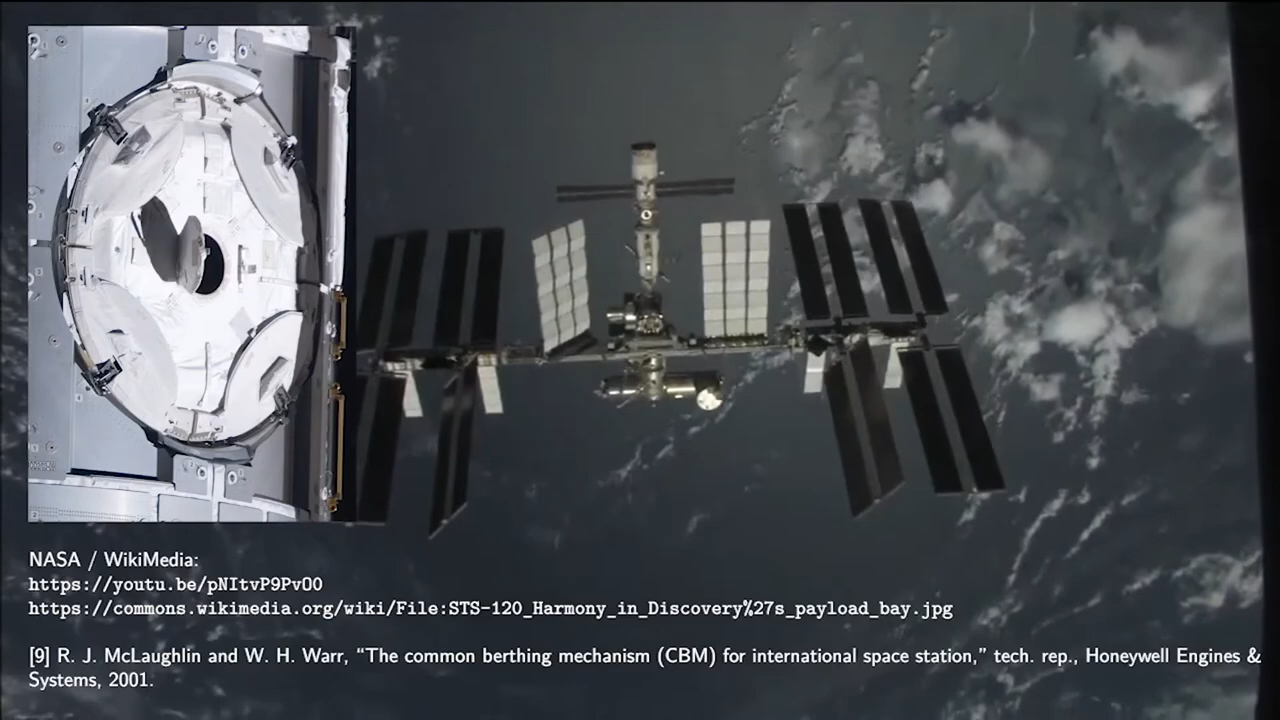 NASA / WikiMedia:
https://youtu.be/pNItvP9PvO0
https://commons.wikimedia.org/wiki/File:STS-120_Harmony_in_Discovery%27s_payload_bay.jpg
[9] R. J. McLaughlin and W. H. Warr, “The common berthing mechanism (CBM) for international space station,” tech. rep., Honeywell Engines &
Systems, 2001.